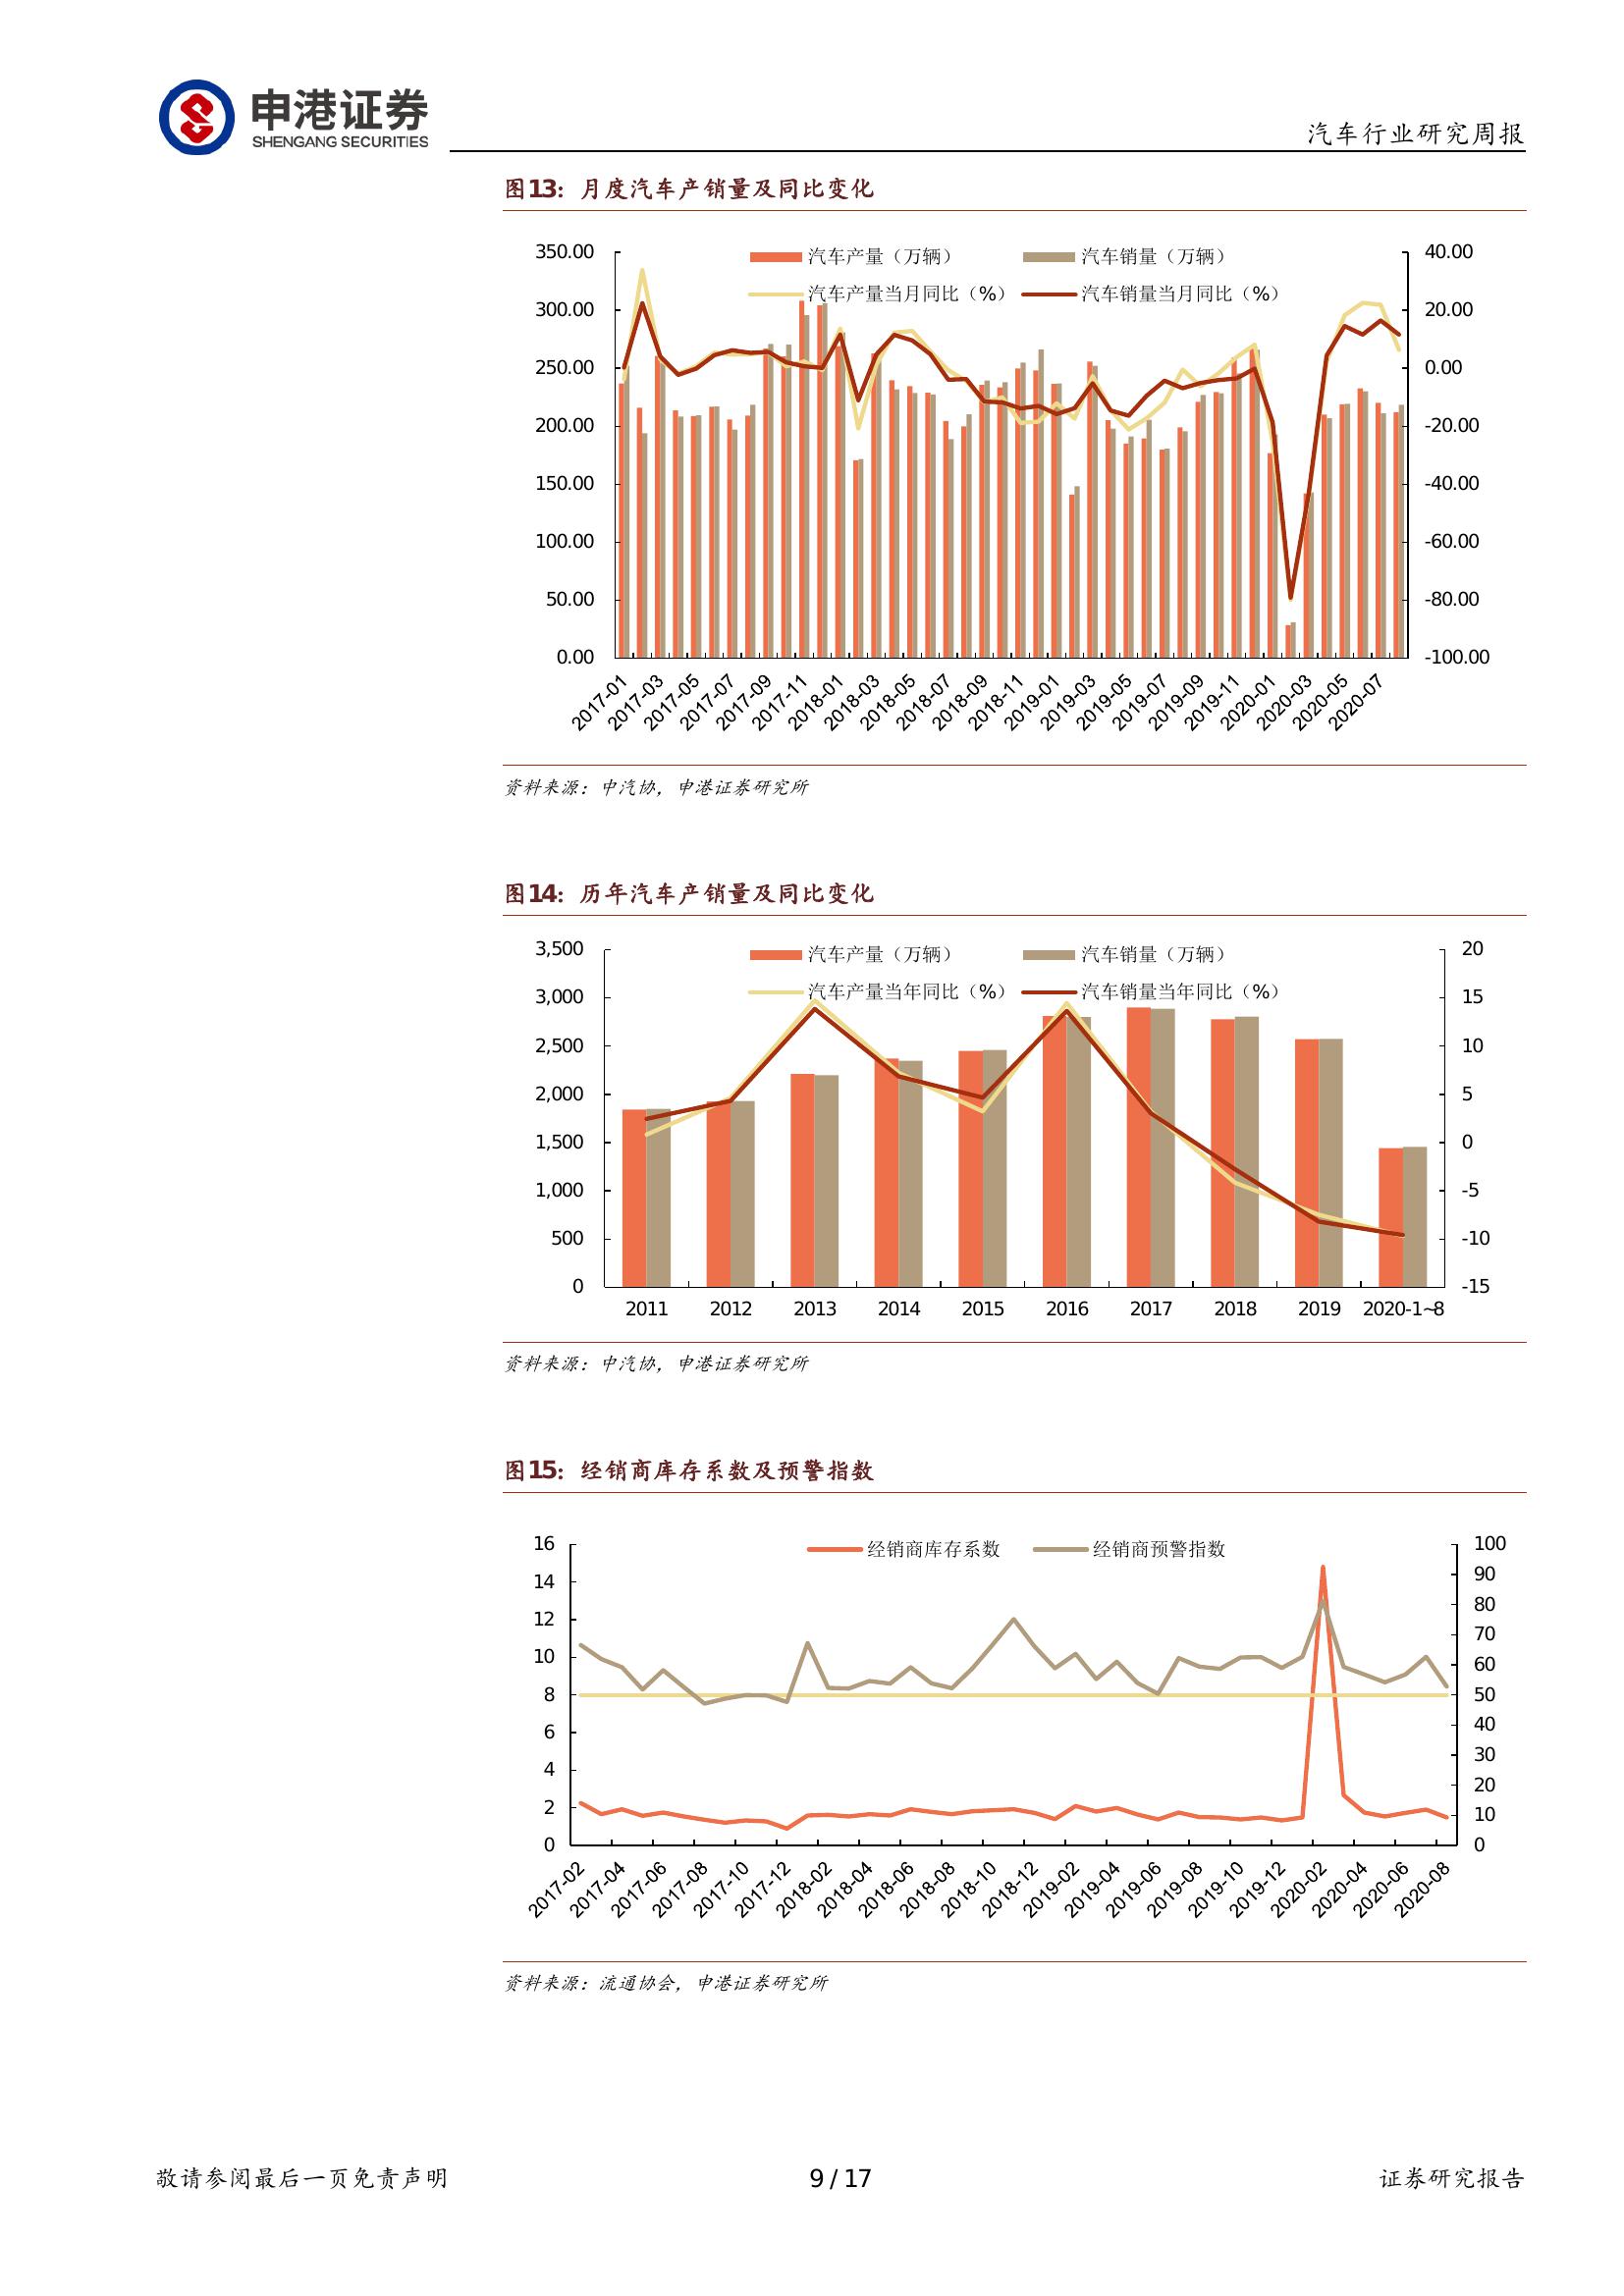 申港证券
SHENGANG SECURITIES
汽车行业研究周报
图13：月度汽车产销量及同比变化
汽车产量（万辆） 汽车销量（万辆）
汽车产量当月同比（%） 汽车销量当月同比（%）
350.00 40.00
300.00 20.00
250.00 0.00
200.00 -20.00
150.00 -40.00
100.00 -60.00
50.00 -80.00
0.00 -100.00
2017-01 2017-03 2017-05 2017-07 2017-09 2017-11 2018-01 2018-03 2018-05 2018-07 2018-09 2018-11 2019-01 2019-03 2019-05 2019-07 2019-09 2019-11 2020-01 2020-03 2020-05 2020-07
资料来源：中汽协，申港证券研究所
图14：历年汽车产销量及同比变化
汽车产量（万辆） 汽车销量（万辆）
汽车产量当年同比（%） 汽车销量当年同比（%）
3,500 20
3,000 15
2,500 10
2,000 5
1,500 0
1,000 -5
500 -10
0 -15
2011 2012 2013 2014 2015 2016 2017 2018 2019 2020-1~8
资料来源：中汽协，申港证券研究所
图15：经销商库存系数及预警指数
经销商库存系数 经销商预警指数
16 100
14 90
12 80
10 70
8 60
6 50
4 40
2 30
0 20
10
0
2017-02 2017-04 2017-06 2017-08 2017-10 2017-12 2018-02 2018-04 2018-06 2018-08 2018-10 2018-12 2019-02 2019-04 2019-06 2019-08 2019-10 2019-12 2020-02 2020-04 2020-06 2020-08
资料来源：流通协会，申港证券研究所
敬请参阅最后一页免责声明 9 / 17 证券研究报告